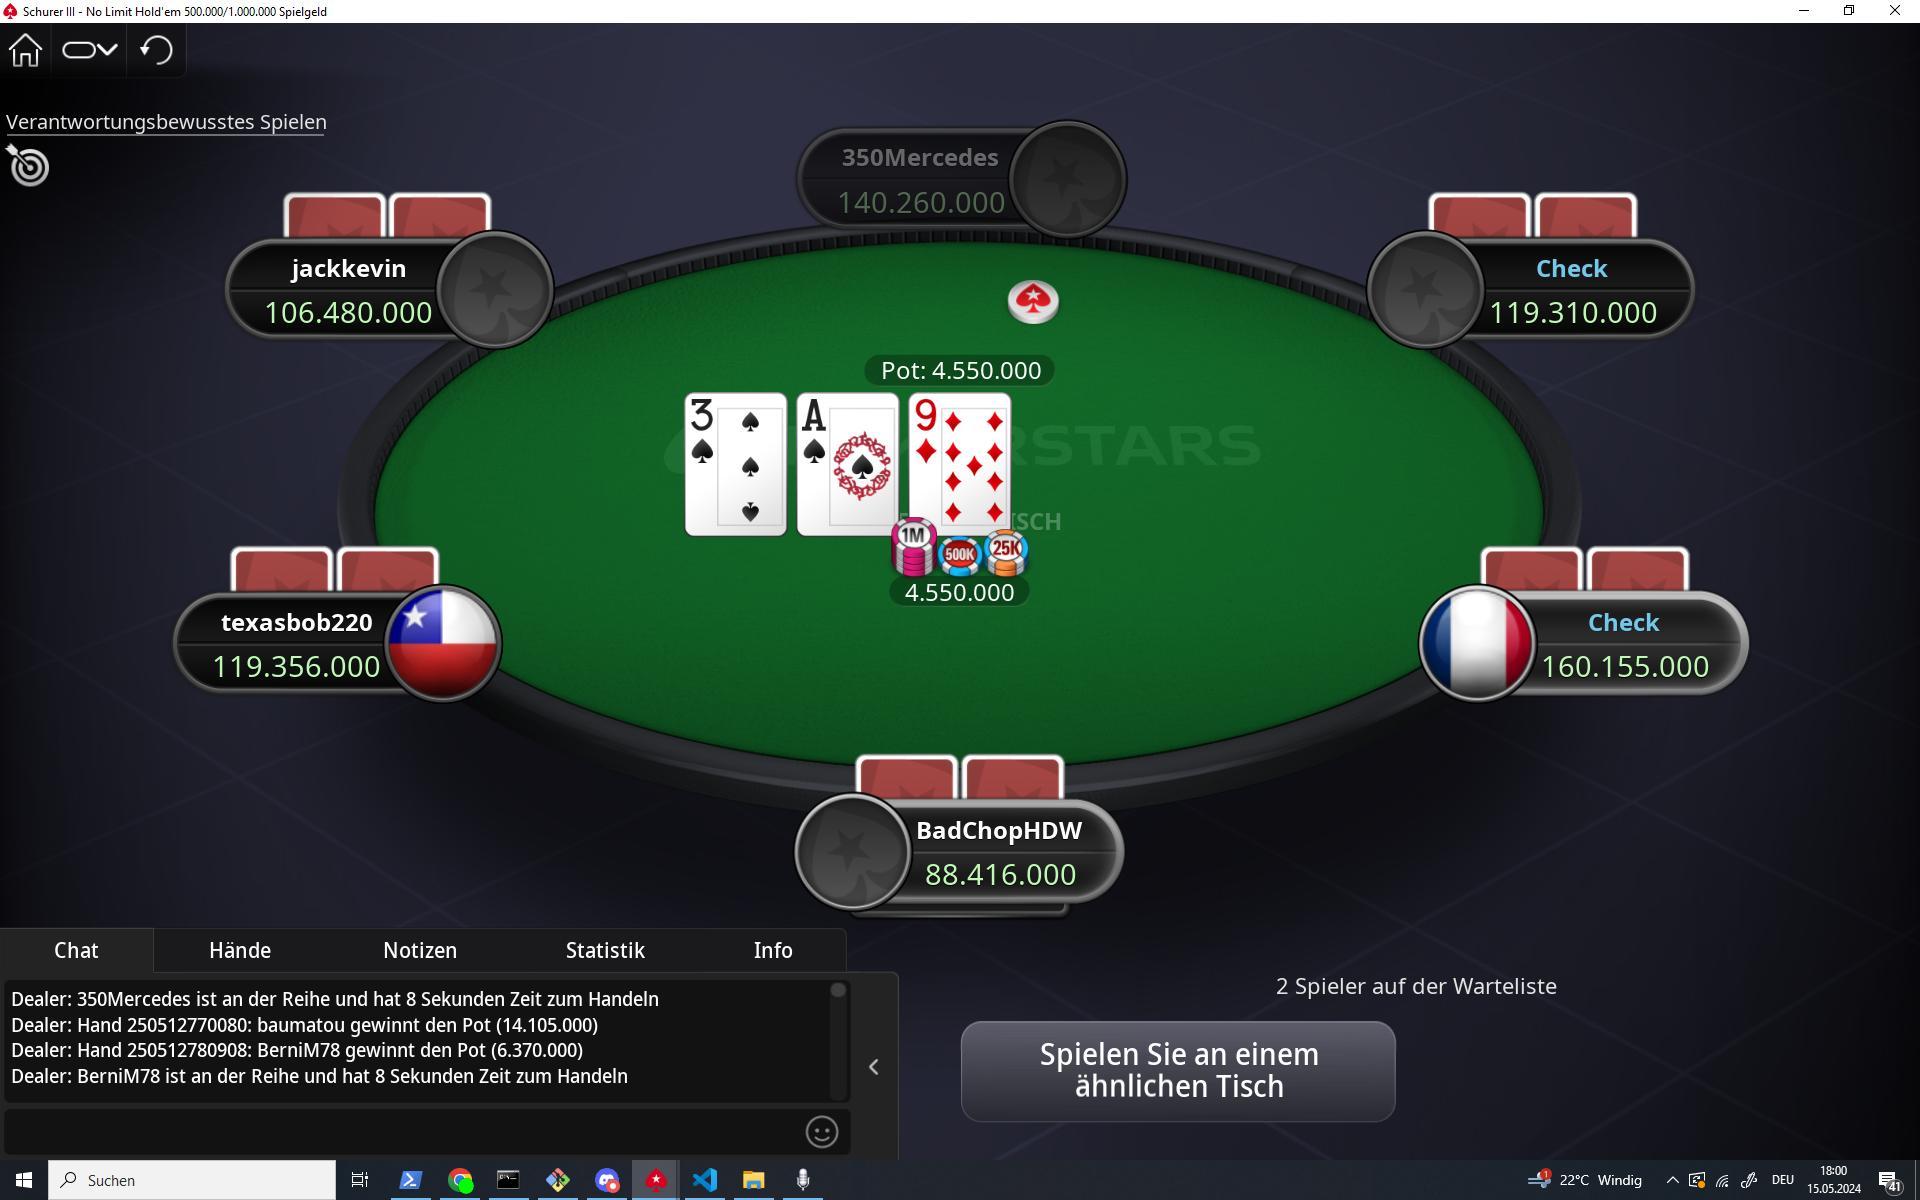 Schurer III - No Limit Hold'em 500.000/1.000.000 Spielgeld
Verantwortungsbewusstes Spielen
350Mercedes
140.260.000
jackkevin
106.480.000
Check
119.310.000
Pot: 4.550.000
3
A
9
RSTARS
ISCH
1M
500K
25K
4.550.000
texasbob220
119.356.000
Check
160.155.000
BadChopHDW
88.416.000
Chat Hände Notizen Statistik Info
Dealer: 350Mercedes ist an der Reihe und hat 8 Sekunden Zeit zum Handeln
Dealer: Hand 250512770080: baumatou gewinnt den Pot (14.105.000)
Dealer: Hand 250512780908: BerniM78 gewinnt den Pot (6.370.000)
Dealer: BerniM78 ist an der Reihe und hat 8 Sekunden Zeit zum Handeln
2 Spieler auf der Warteliste
Spielen Sie an einem
ähnlichen Tisch
Suchen
1
22°C Windig
DEU
18:00
15.05.2024
41